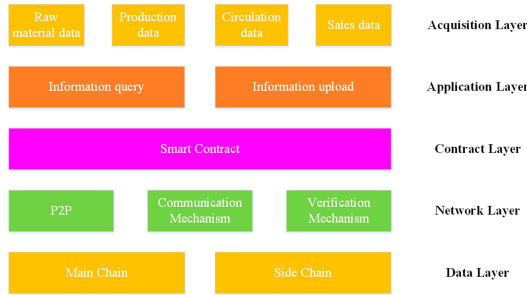 Raw
material data
Production
data
Circulation
data
Sales data
Acquisition Layer
Information query
Information upload
Application Layer
Smart Contract
Contract Layer
P2P
Communication
Mechanism
Verification
Mechanism
Network Layer
Main Chain
Side Chain
Data Layer